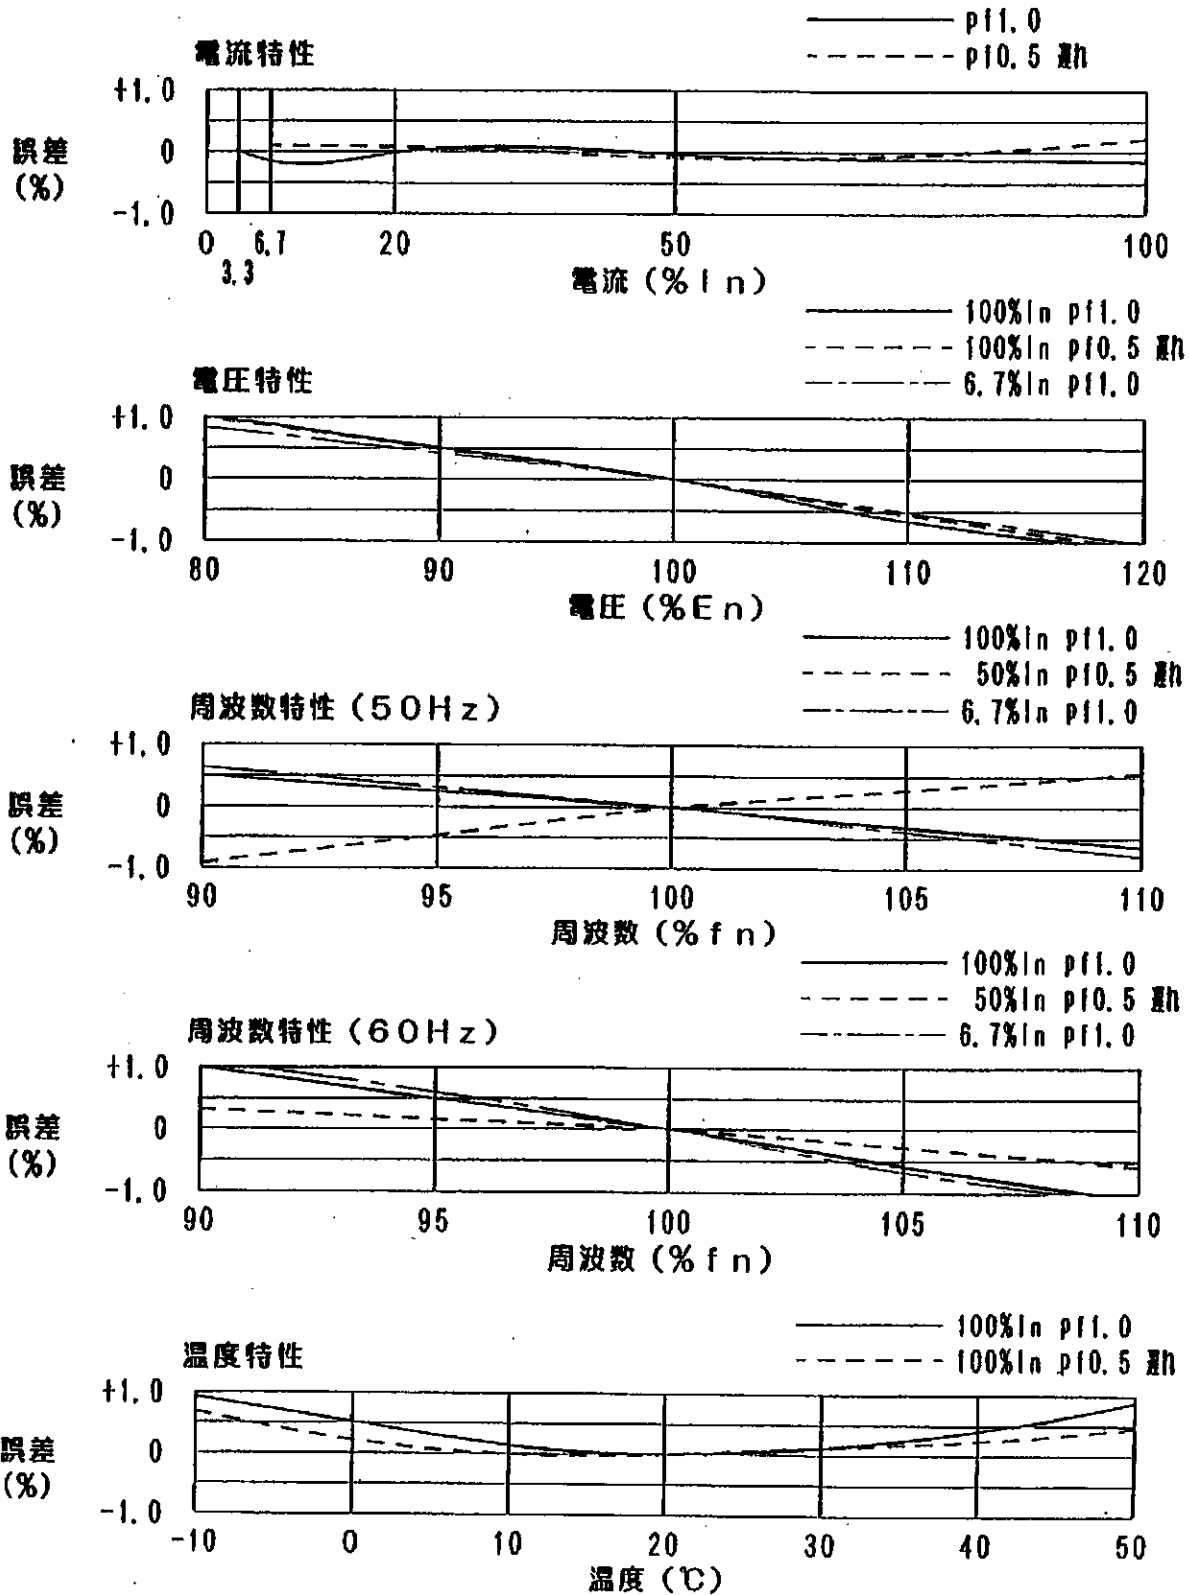 pf1.0
電流特性
pf0.5 遅れ
+1.0
誤差
0
(%)
-1.0
0 3.3 6.7 20 50 100
電流(%In)
100%In pf1.0
100%In pf0.5 遅れ
電圧特性
6.7%In pf1.0
+1.0
誤差
0
(%)
-1.0
80 90 100 110 120
電圧(%En)
100%In pf1.0
50%In pf0.5 遅れ
周波数特性(50Hz)
6.7%In pf1.0
+1.0
誤差
0
(%)
-1.0
90 95 100 105 110
周波数(%fn)
100%In pf1.0
50%In pf0.5 遅れ
周波数特性(60Hz)
6.7%In pf1.0
+1.0
誤差
0
(%)
-1.0
90 95 100 105 110
周波数(%fn)
100%In pf1.0
温度特性
100%In pf0.5 遅れ
+1.0
誤差
0
(%)
-1.0
-10 0 10 20 30 40 50
温度(℃)